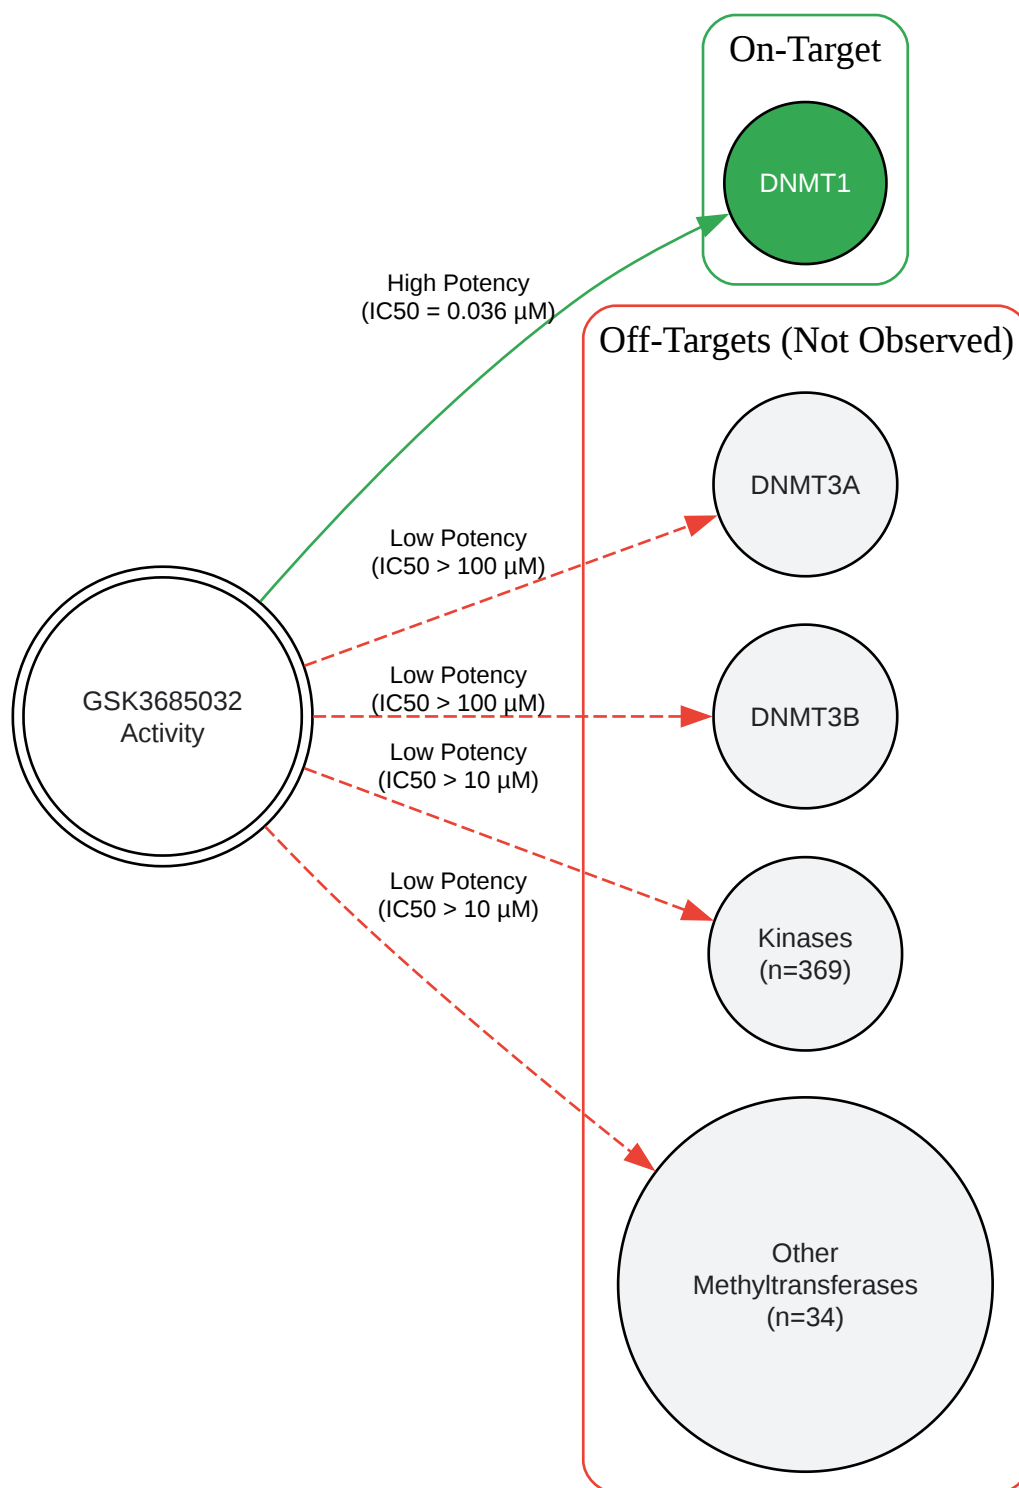 On-Target
DNMT1
High Potency
(IC50 = 0.036 µM)
Off-Targets (Not Observed)
DNMT3A
Low Potency
(IC50 > 100 µM)
DNMT3B
Low Potency
(IC50 > 100 µM)
GSK3685032
Activity
Low Potency
(IC50 > 10 µM)
Kinases
(n=369)
Low Potency
(IC50 > 10 µM)
Other
Methyltransferases
(n=34)